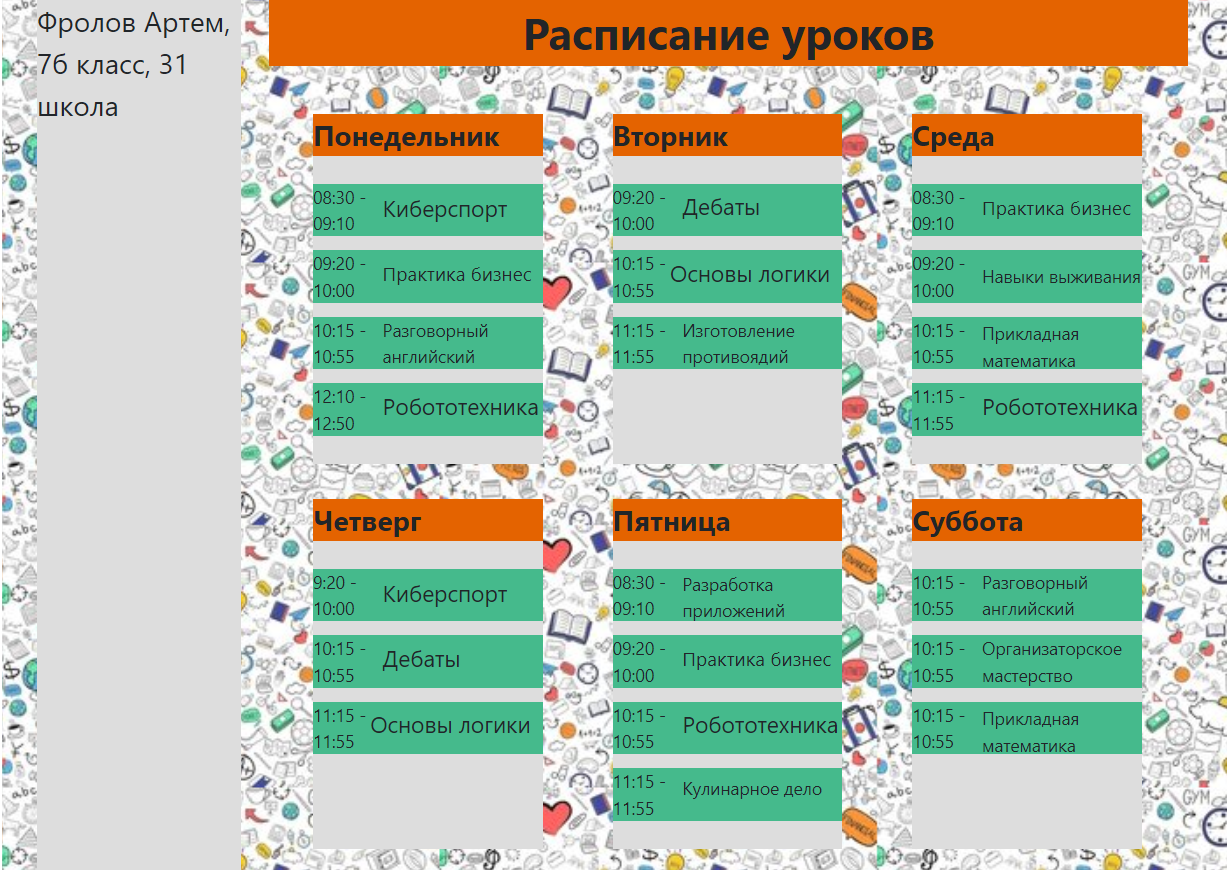 Фролов Артем,
7б класс, 31
школа
Расписание уроков
Понедельник
08:30 -
09:10
Киберспорт
09:20 -
10:00
Практика бизнес
10:15 -
10:55
Разговорный
английский
12:10 -
12:50
Робототехника
Вторник
09:20 -
10:00
Дебаты
10:15 -
10:55
Основы логики
11:15 -
11:55
Изготовление
противоядий
Среда
08:30 -
09:10
Практика бизнес
09:20 -
10:00
Навыки выживания
10:15 -
10:55
Прикладная
математика
11:15 -
11:55
Робототехника
Четверг
9:20 -
10:00
Киберспорт
10:15 -
10:55
Дебаты
11:15 -
11:55
Основы логики
Пятница
08:30 -
09:10
Разработка
приложений
09:20 -
10:00
Практика бизнес
10:15 -
10:55
Робототехника
11:15 -
11:55
Кулинарное дело
Суббота
10:15 -
10:55
Разговорный
английский
10:15 -
10:55
Организаторское
мастерство
10:15 -
10:55
Прикладная
математика
GYM
FINANCIAL
abc